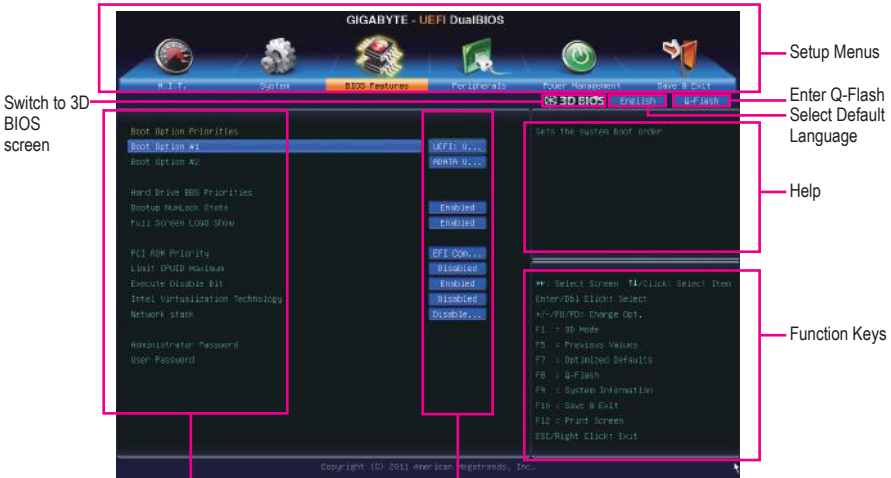 GIGABYTE - UEFI DualBIOS
M.I.T. System BIOS Features Peripherals Power Management Save & Exit
Setup Menus
Switch to 3D
BIOS
screen
3D BIOS English Q-Flash
Enter Q-Flash
Select Default
Language
Boot Option Priorities
Boot Option #1 UEFI: U...
Boot Option #2 ADATA U...
Hard Drive BBS Priorities
Bootup NumLock State Enabled
Full Screen LOGO Show Enabled
PCI ROM Priority EFI Com...
Limit CPUID Maximum Disabled
Execute Disable Bit Enabled
Intel Virtualization Technology Disabled
Network stack Disable...
Administrator Password
User Password
Sets the system boot order
Help
→←: Select Screen ↑↓/Click: Select Item
Enter/Dbl Click: Select
+/-/PU/PD: Change Opt.
F1 : 3D Mode
F5 : Previous Values
F7 : Optimized Defaults
F8 : Q-Flash
F9 : System Information
F10 : Save & Exit
F12 : Print Screen
ESC/Right Click: Exit
Function Keys
Copyright (C) 2011 American Megatrends, Inc.